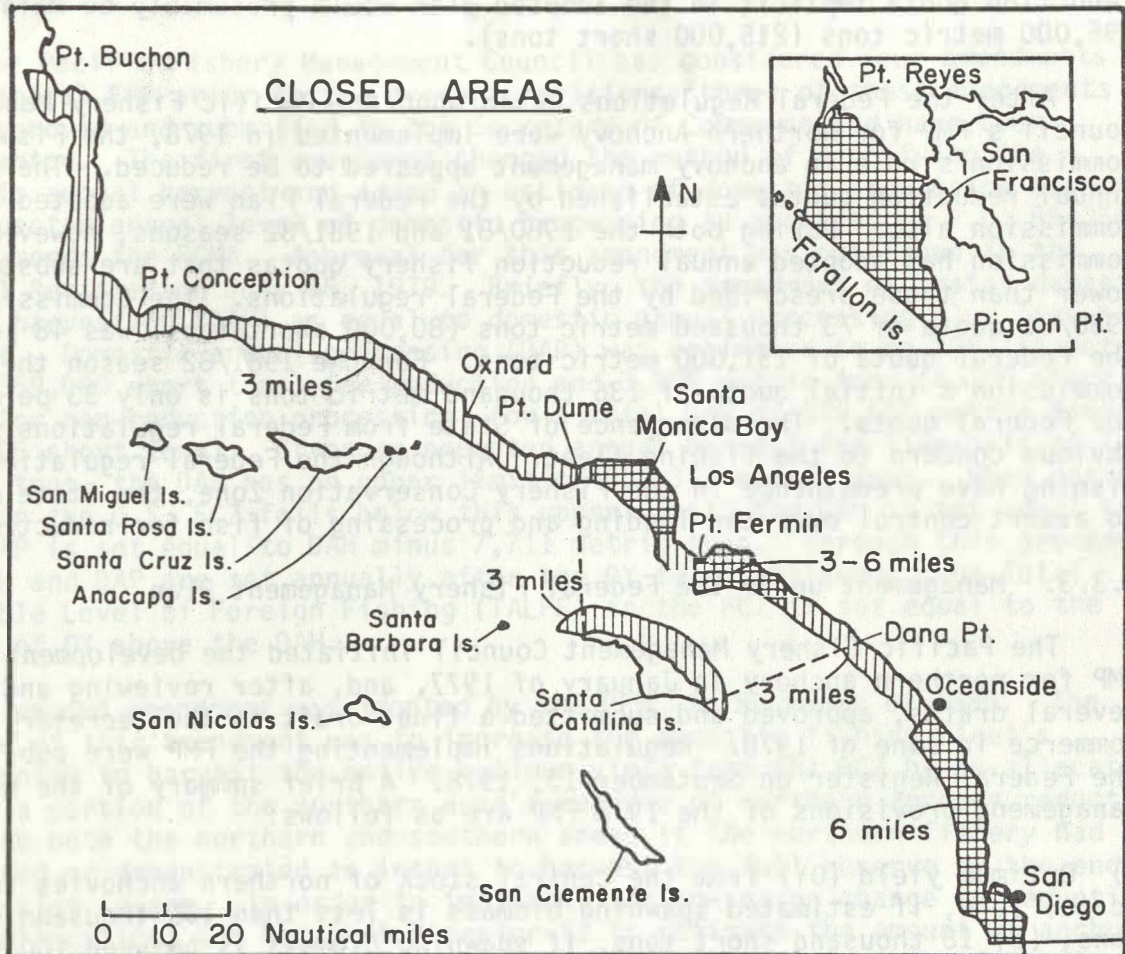 Pt. Buchon
CLOSED AREAS
Pt. Reyes
San
Francisco
Farallon Is.
Pigeon Pt.
N
Pt. Conception
3 miles
Oxnard
Pt. Dume
Santa
Monica Bay
Los Angeles
Pt. Fermin
3-6 miles
San Miguel Is.
Santa Rosa Is.
Santa Cruz Is.
Anacapa Is.
3 miles
Santa
Barbara Is.
Dana Pt.
3 miles
Oceanside
San Nicolas Is.
Santa
Catalina Is.
6 miles
San Clemente Is.
San
Diego
0 10 20 Nautical miles